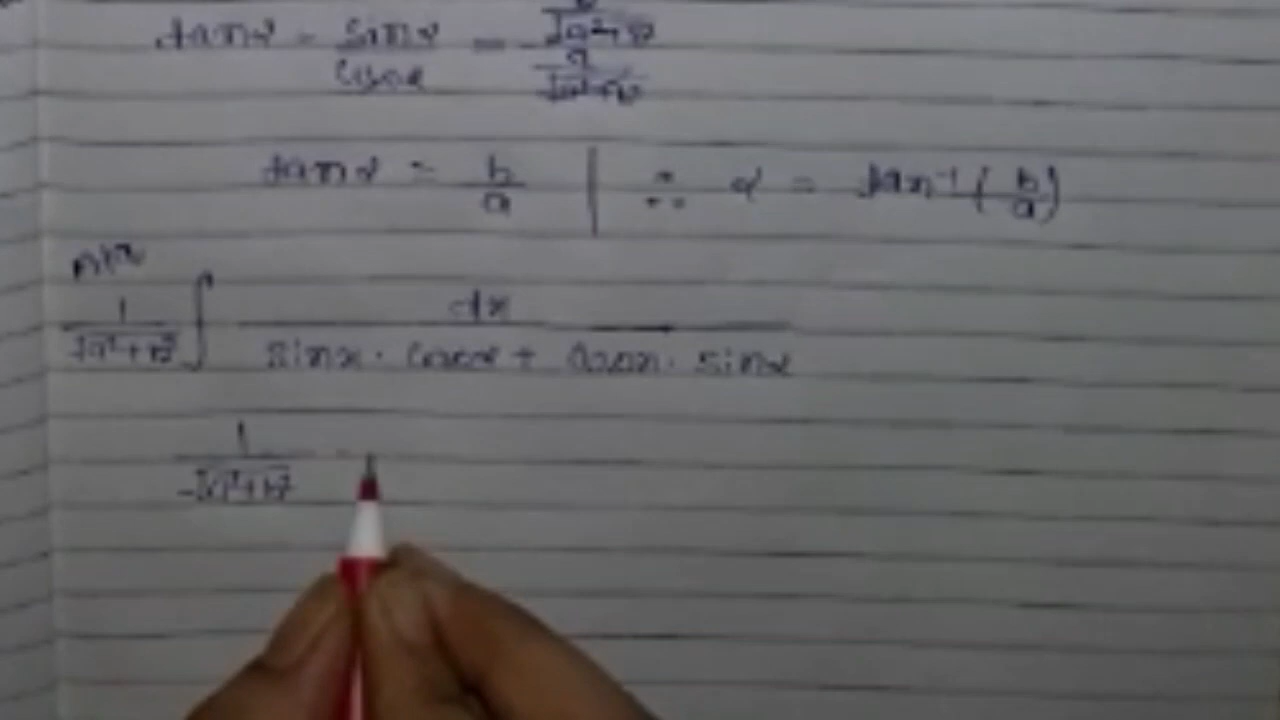 tanα = sinα/cosα = b/√a²+b² / a/√a²+b²
tanα = b/a | ∴ α = tan⁻¹(b/a)
now
1/√a²+b² ∫ dx / sinx · cosα + cosx · sinα
1/√a²+b²